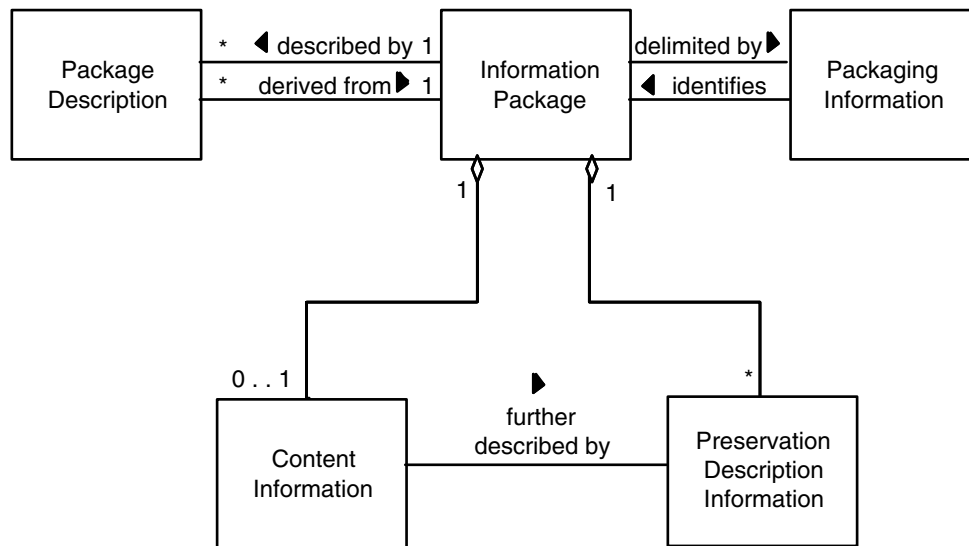 * described by 1
delimited by
Package
Description
Information
Package
Packaging
Information
* derived from 1
identifies
1
1
0 . . 1
*
further
described by
Content
Information
Preservation
Description
Information